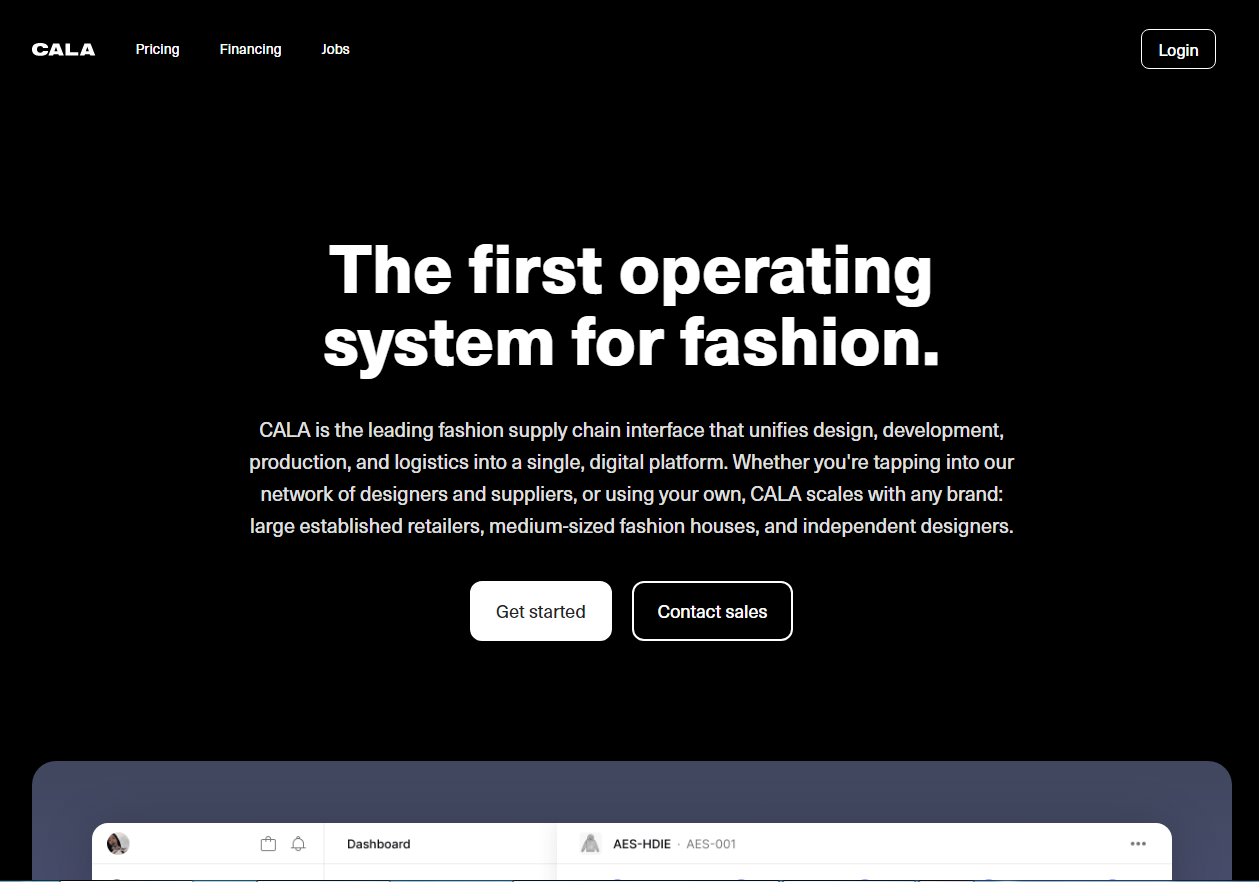 CALA
Pricing
Financing
Jobs
Login
The first operating
system for fashion.
CALA is the leading fashion supply chain interface that unifies design, development,
production, and logistics into a single, digital platform. Whether you're tapping into our
network of designers and suppliers, or using your own, CALA scales with any brand:
large established retailers, medium-sized fashion houses, and independent designers.
Get started
Contact sales
Dashboard
AES-HDIE · AES-001